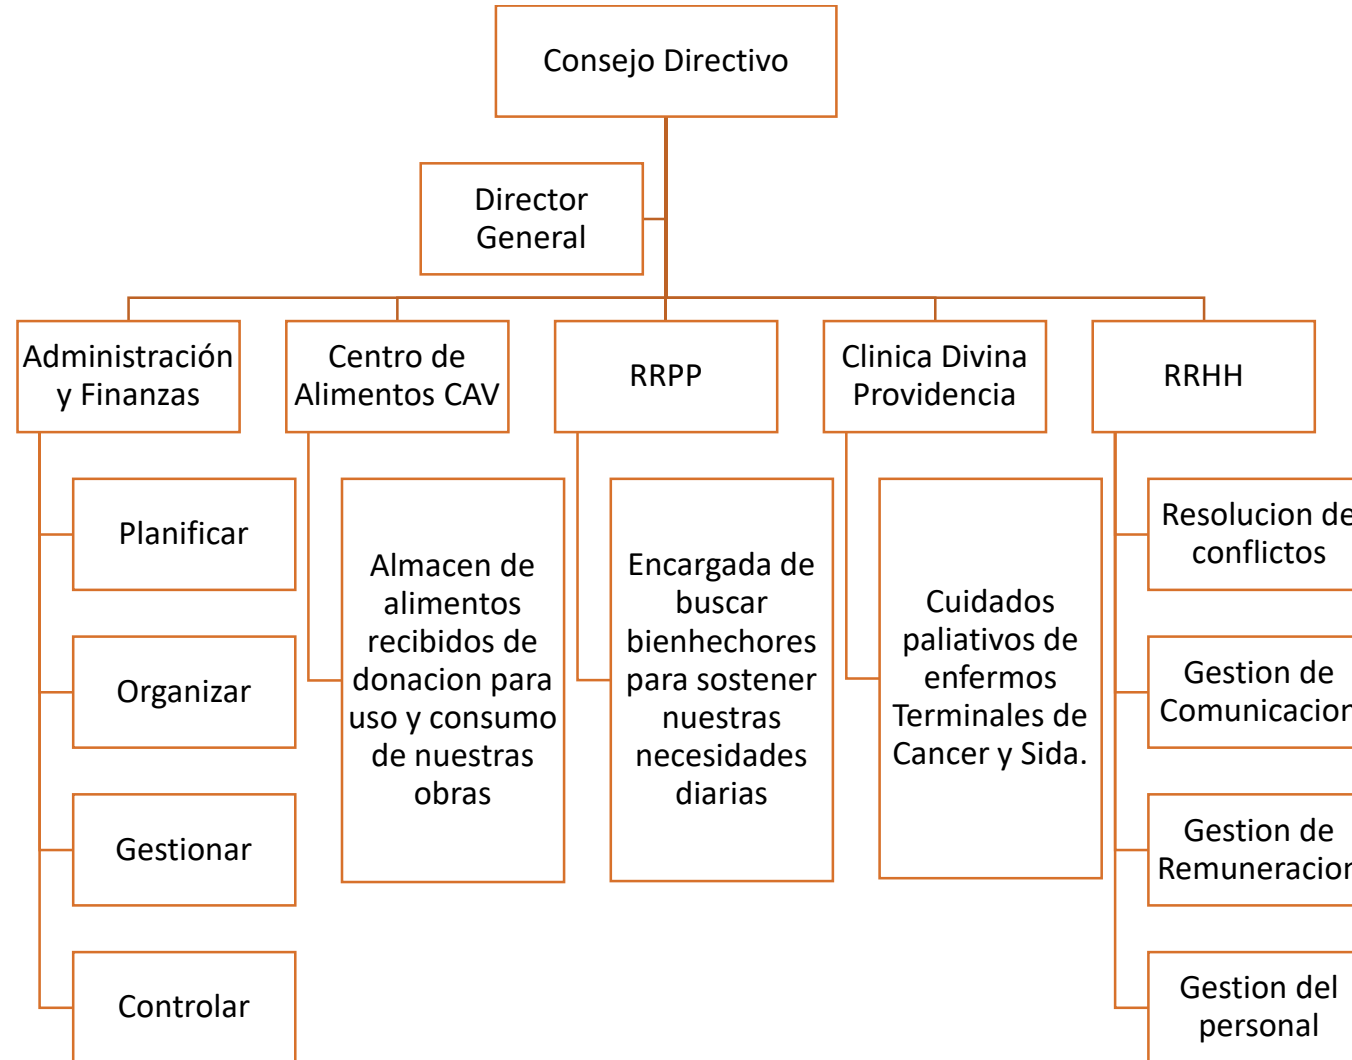 Consejo Directivo
Director
General
Administración
y Finanzas
Centro de
Alimentos CAV
RRPP
Clinica Divina
Providencia
RRHH
Planificar
Organizar
Gestionar
Controlar
Almacen de
alimentos
recibidos de
donacion para
uso y consumo
de nuestras
obras
Encargada de
buscar
bienhechores
para sostener
nuestras
necesidades
diarias
Cuidados
paliativos de
enfermos
Terminales de
Cancer y Sida.
Resolucion de
conflictos
Gestion de
Comunicacion
Gestion de
Remuneracion
Gestion del
personal